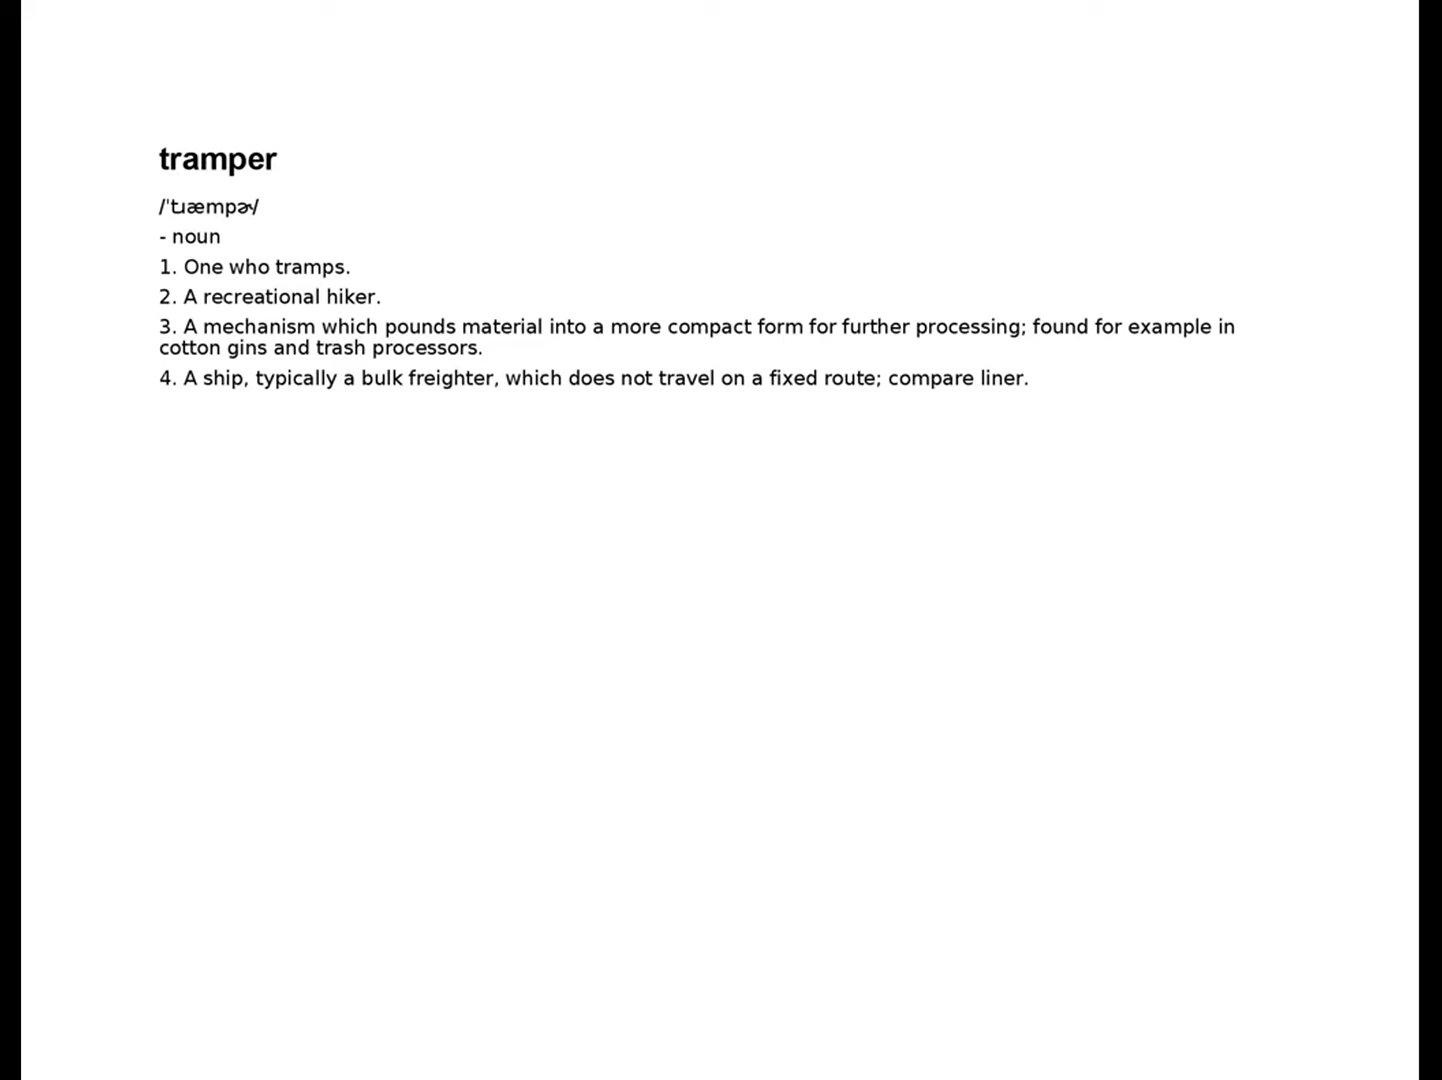 tramper
/ˈtɹæmpɚ/
- noun
1. One who tramps.
2. A recreational hiker.
3. A mechanism which pounds material into a more compact form for further processing; found for example in
cotton gins and trash processors.
4. A ship, typically a bulk freighter, which does not travel on a fixed route; compare liner.